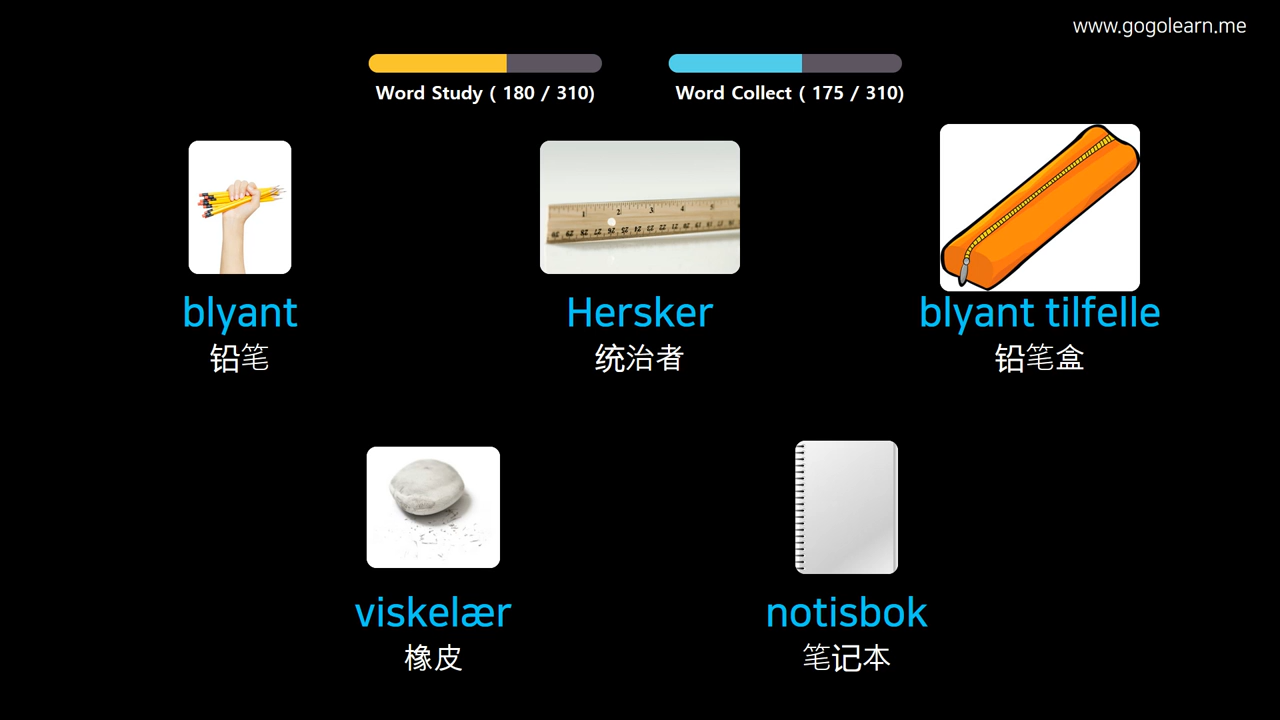 www.gogolearn.me
Word Study ( 180 / 310)
Word Collect ( 175 / 310)
blyant
铅笔
Hersker
统治者
blyant tilfelle
铅笔盒
viskelær
橡皮
notisbok
笔记本